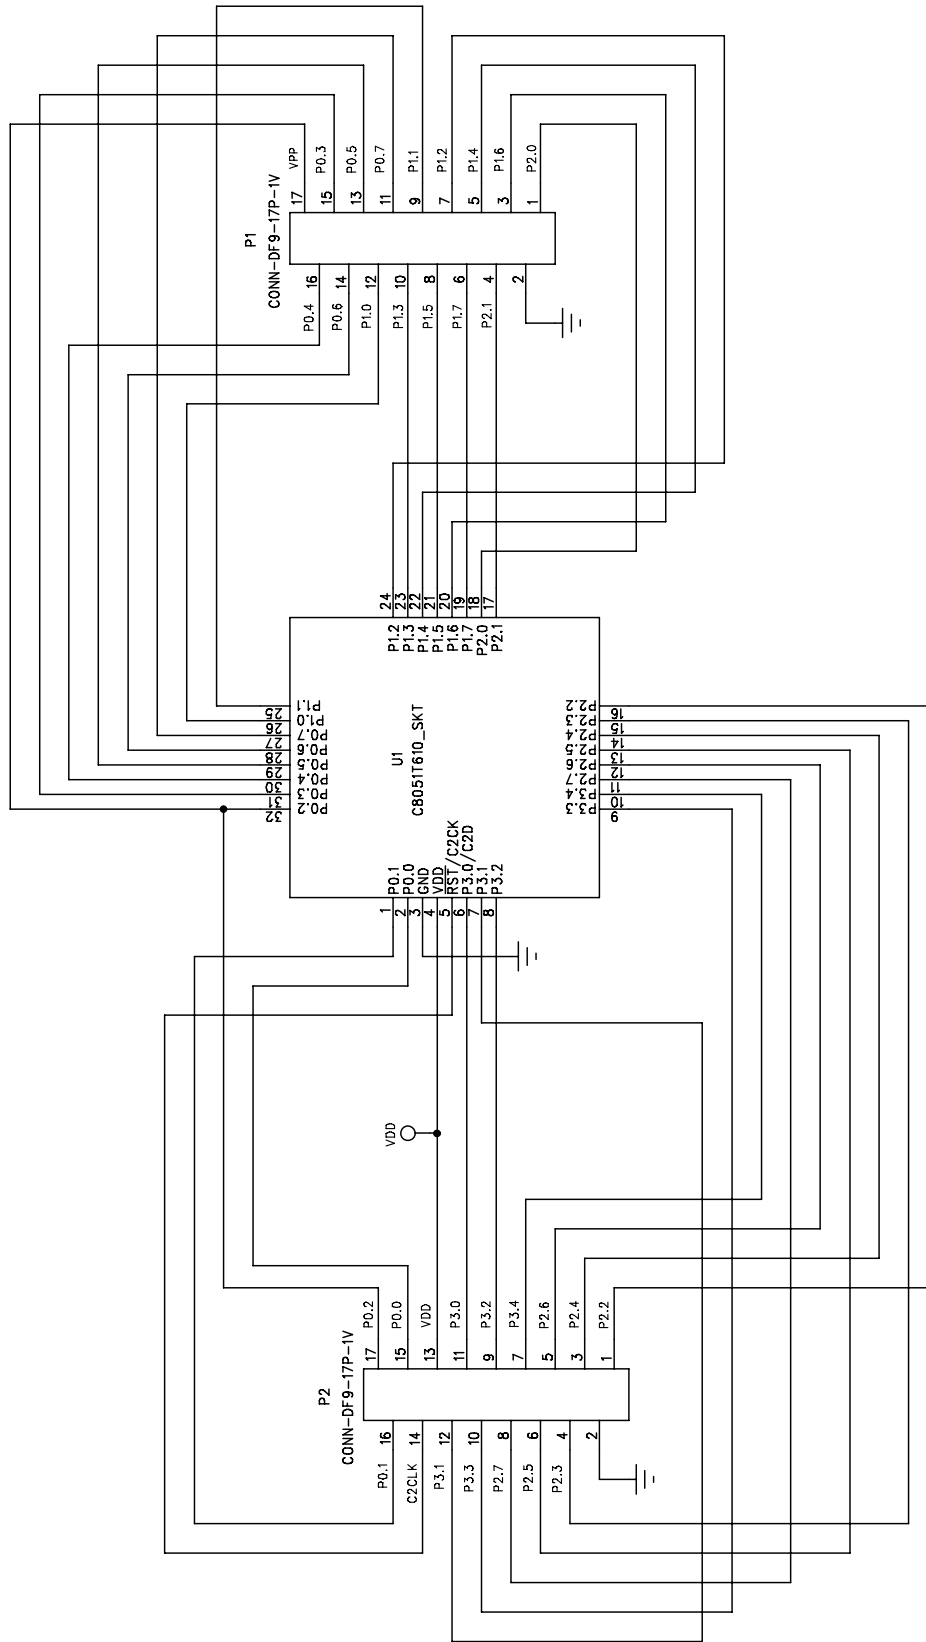 P1
CONN-DF9-17P-1V
17 VPP
15 P0.3
13 P0.5
11 P0.7
9 P1.1
7 P1.2
5 P1.4
3 P1.6
1 P2.0
16 P0.4
14 P0.6
12 P1.0
10 P1.3
8 P1.5
6 P1.7
4 P2.1
2
U1
C8051T610_SKT
24 P1.2
23 P1.3
22 P1.4
21 P1.5
20 P1.6
19 P1.7
18 P2.0
17 P2.1
25 P1.1
26 P1.0
27 P0.7
28 P0.6
29 P0.5
30 P0.4
31 P0.3
32 P0.2
P2.2 16
P2.3 15
P2.4 14
P2.5 13
P2.6 12
P2.7 11
P3.4 10
P3.3 9
1 P0.1
2 P0.0
3 GND
4 VDD
5 RST/C2CK
6 P3.0/C2D
7 P3.1
8 P3.2
VDD
P2
CONN-DF9-17P-1V
17 P0.2
15 P0.0
13 VDD
11 P3.0
9 P3.2
7 P3.4
5 P2.6
3 P2.4
1 P2.2
16 P0.1
14 C2CLK
12 P3.1
10 P3.3
8 P2.7
6 P2.5
4 P2.3
2